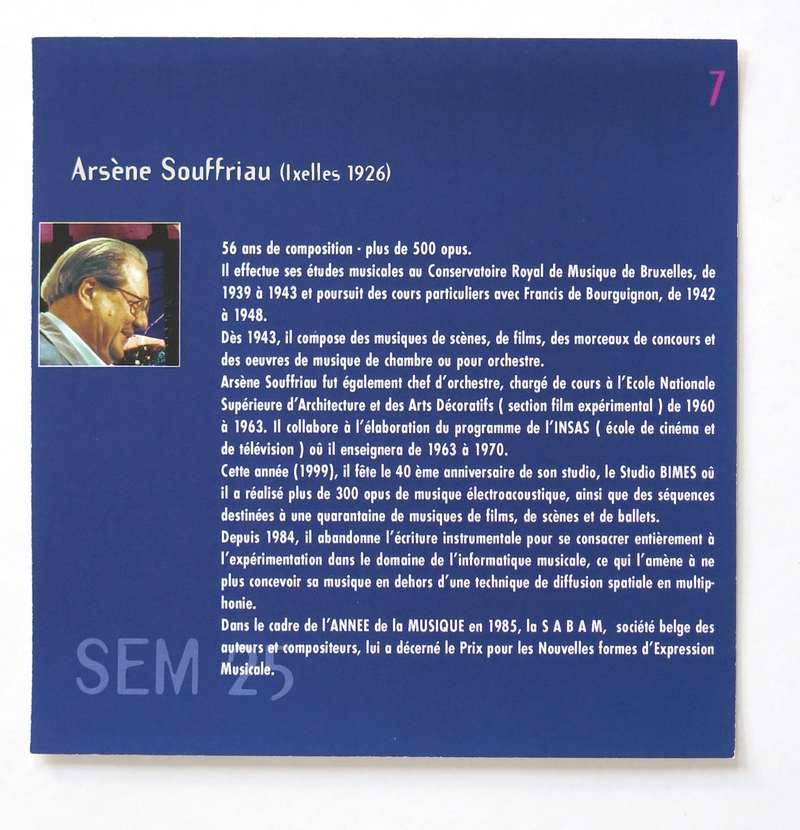 7
Arsène Souffriau (Ixelles 1926)
56 ans de composition - plus de 500 opus.
Il effectue ses études musicales au Conservatoire Royal de Musique de Bruxelles, de
1939 à 1943 et poursuit des cours particuliers avec Francis de Bourguignon, de 1942
à 1948.
Dès 1943, il compose des musiques de scènes, de films, des morceaux de concours et
des oeuvres de musique de chambre ou pour orchestre.
Arsène Souffriau fut également chef d'orchestre, chargé de cours à l'Ecole Nationale
Supérieure d'Architecture et des Arts Décoratifs ( section film expérimental ) de 1960
à 1963. Il collabore à l'élaboration du programme de l'INSAS ( école de cinéma et
de télévision ) où il enseignera de 1963 à 1970.
Cette année (1999), il fête le 40 ème anniversaire de son studio, le Studio BIMES où
il a réalisé plus de 300 opus de musique électroacoustique, ainsi que des séquences
destinées à une quarantaine de musiques de films, de scènes et de ballets.
Depuis 1984, il abandonne l'écriture instrumentale pour se consacrer entièrement à
l'expérimentation dans le domaine de l'informatique musicale, ce qui l'amène à ne
plus concevoir sa musique en dehors d'une technique de diffusion spatiale en multip-
honie.
Dans le cadre de l'ANNEE de la MUSIQUE en 1985, la S A B A M, société belge des
auteurs et compositeurs, lui a décerné le Prix pour les Nouvelles formes d'Expression
Musicale.
SEM 25